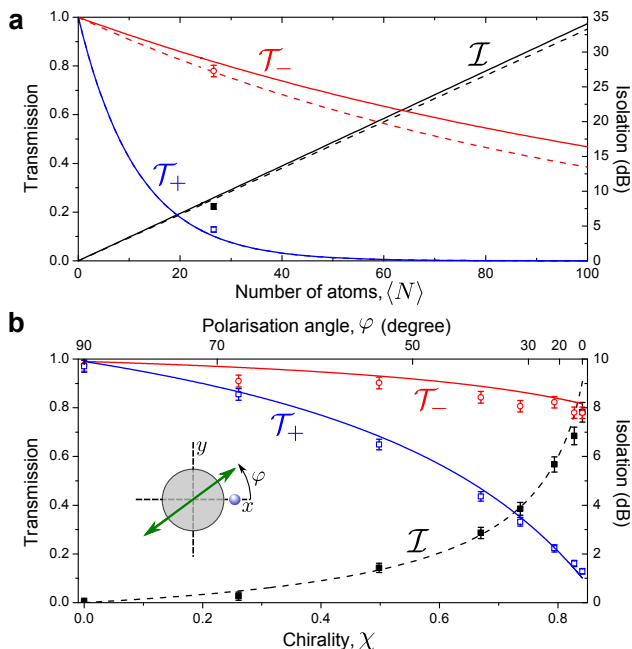 a
𝒯₋
ℐ
𝒯₊
1.0
0.8
0.6
0.4
0.2
0.0
Transmission
35
30
25
20
15
10
5
0
Isolation (dB)
0 20 40 60 80 100
Number of atoms, ⟨N⟩
b
Polarisation angle, φ (degree)
90 70 50 30 20 0
1.0
0.8
0.6
0.4
0.2
0.0
Transmission
10
8
6
4
2
0
Isolation (dB)
𝒯₋
𝒯₊
y
φ
x
ℐ
0.0 0.2 0.4 0.6 0.8
Chirality, χ